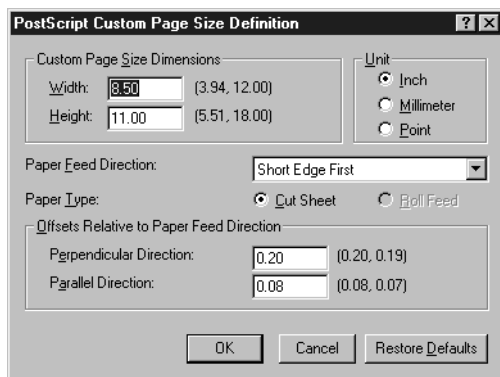 PostScript Custom Page Size Definition
Custom Page Size Dimensions
Width: 8.50 (3.94, 12.00)
Height: 11.00 (5.51, 18.00)
Unit
Inch
Millimeter
Point
Paper Feed Direction: Short Edge First
Paper Type: Cut Sheet Roll Feed
Offsets Relative to Paper Feed Direction
Perpendicular Direction: 0.20 (0.20, 0.19)
Parallel Direction: 0.08 (0.08, 0.07)
OK Cancel Restore Defaults